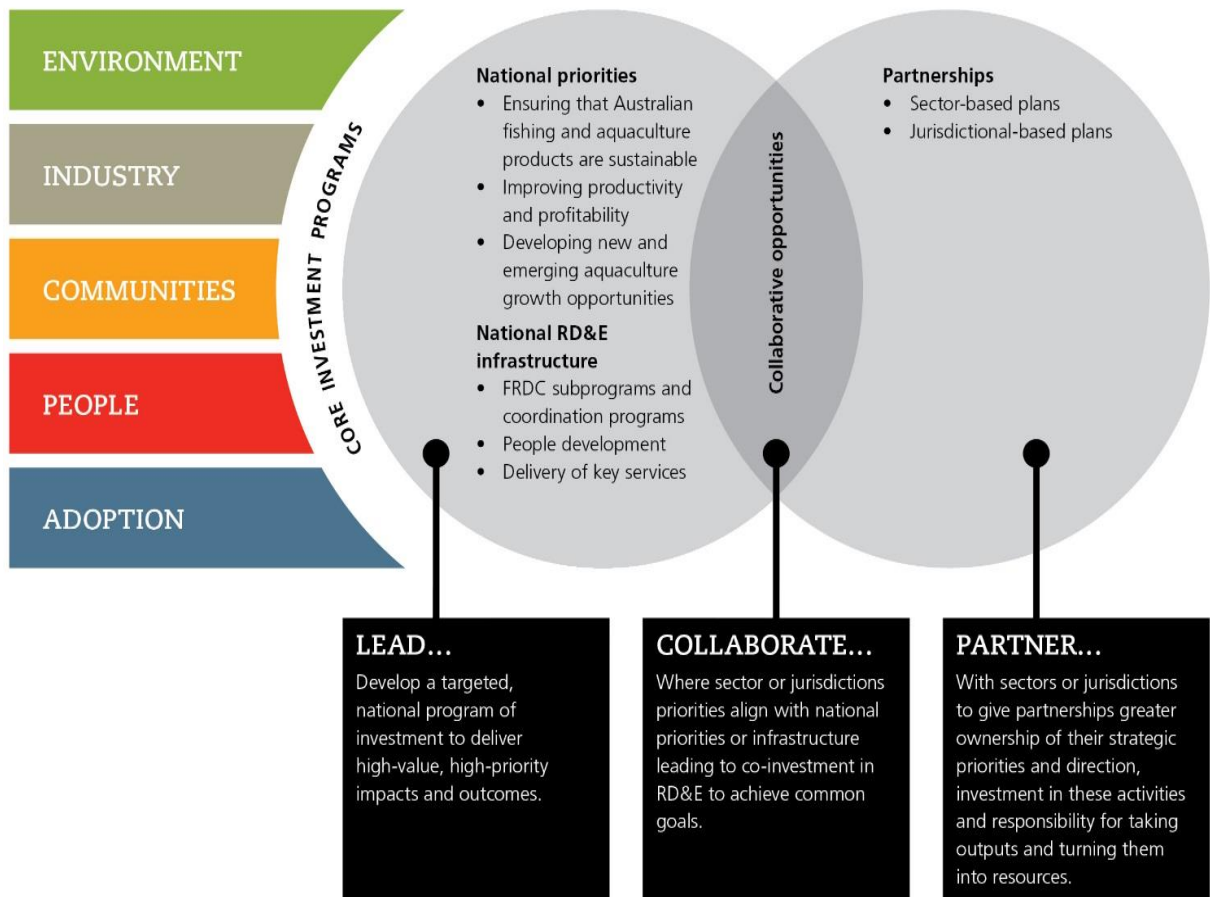 ENVIRONMENT
INDUSTRY
COMMUNITIES
PEOPLE
ADOPTION
CORE INVESTMENT PROGRAMS
National priorities
• Ensuring that Australian
fishing and aquaculture
products are sustainable
• Improving productivity
and profitability
• Developing new and
emerging aquaculture
growth opportunities
National RD&E
infrastructure
• FRDC subprograms and
coordination programs
• People development
• Delivery of key services
Collaborative opportunities
Partnerships
• Sector-based plans
• Jurisdictional-based plans
LEAD...
Develop a targeted,
national program of
investment to deliver
high-value, high-priority
impacts and outcomes.
COLLABORATE...
Where sector or jurisdictions
priorities align with national
priorities or infrastructure
leading to co-investment in
RD&E to achieve common
goals.
PARTNER...
With sectors or jurisdictions
to give partnerships greater
ownership of their strategic
priorities and direction,
investment in these activities
and responsibility for taking
outputs and turning them
into resources.